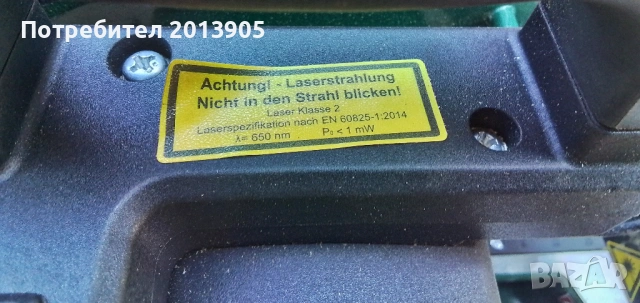 Потребител 2013905
Achtung! - Laserstrahlung
Nicht in den Strahl blicken!
Laser Klasse 2
Laserspezifikation nach EN 60825-1:2014
λ= 650 nm P₀ < 1 mW
BAZAR